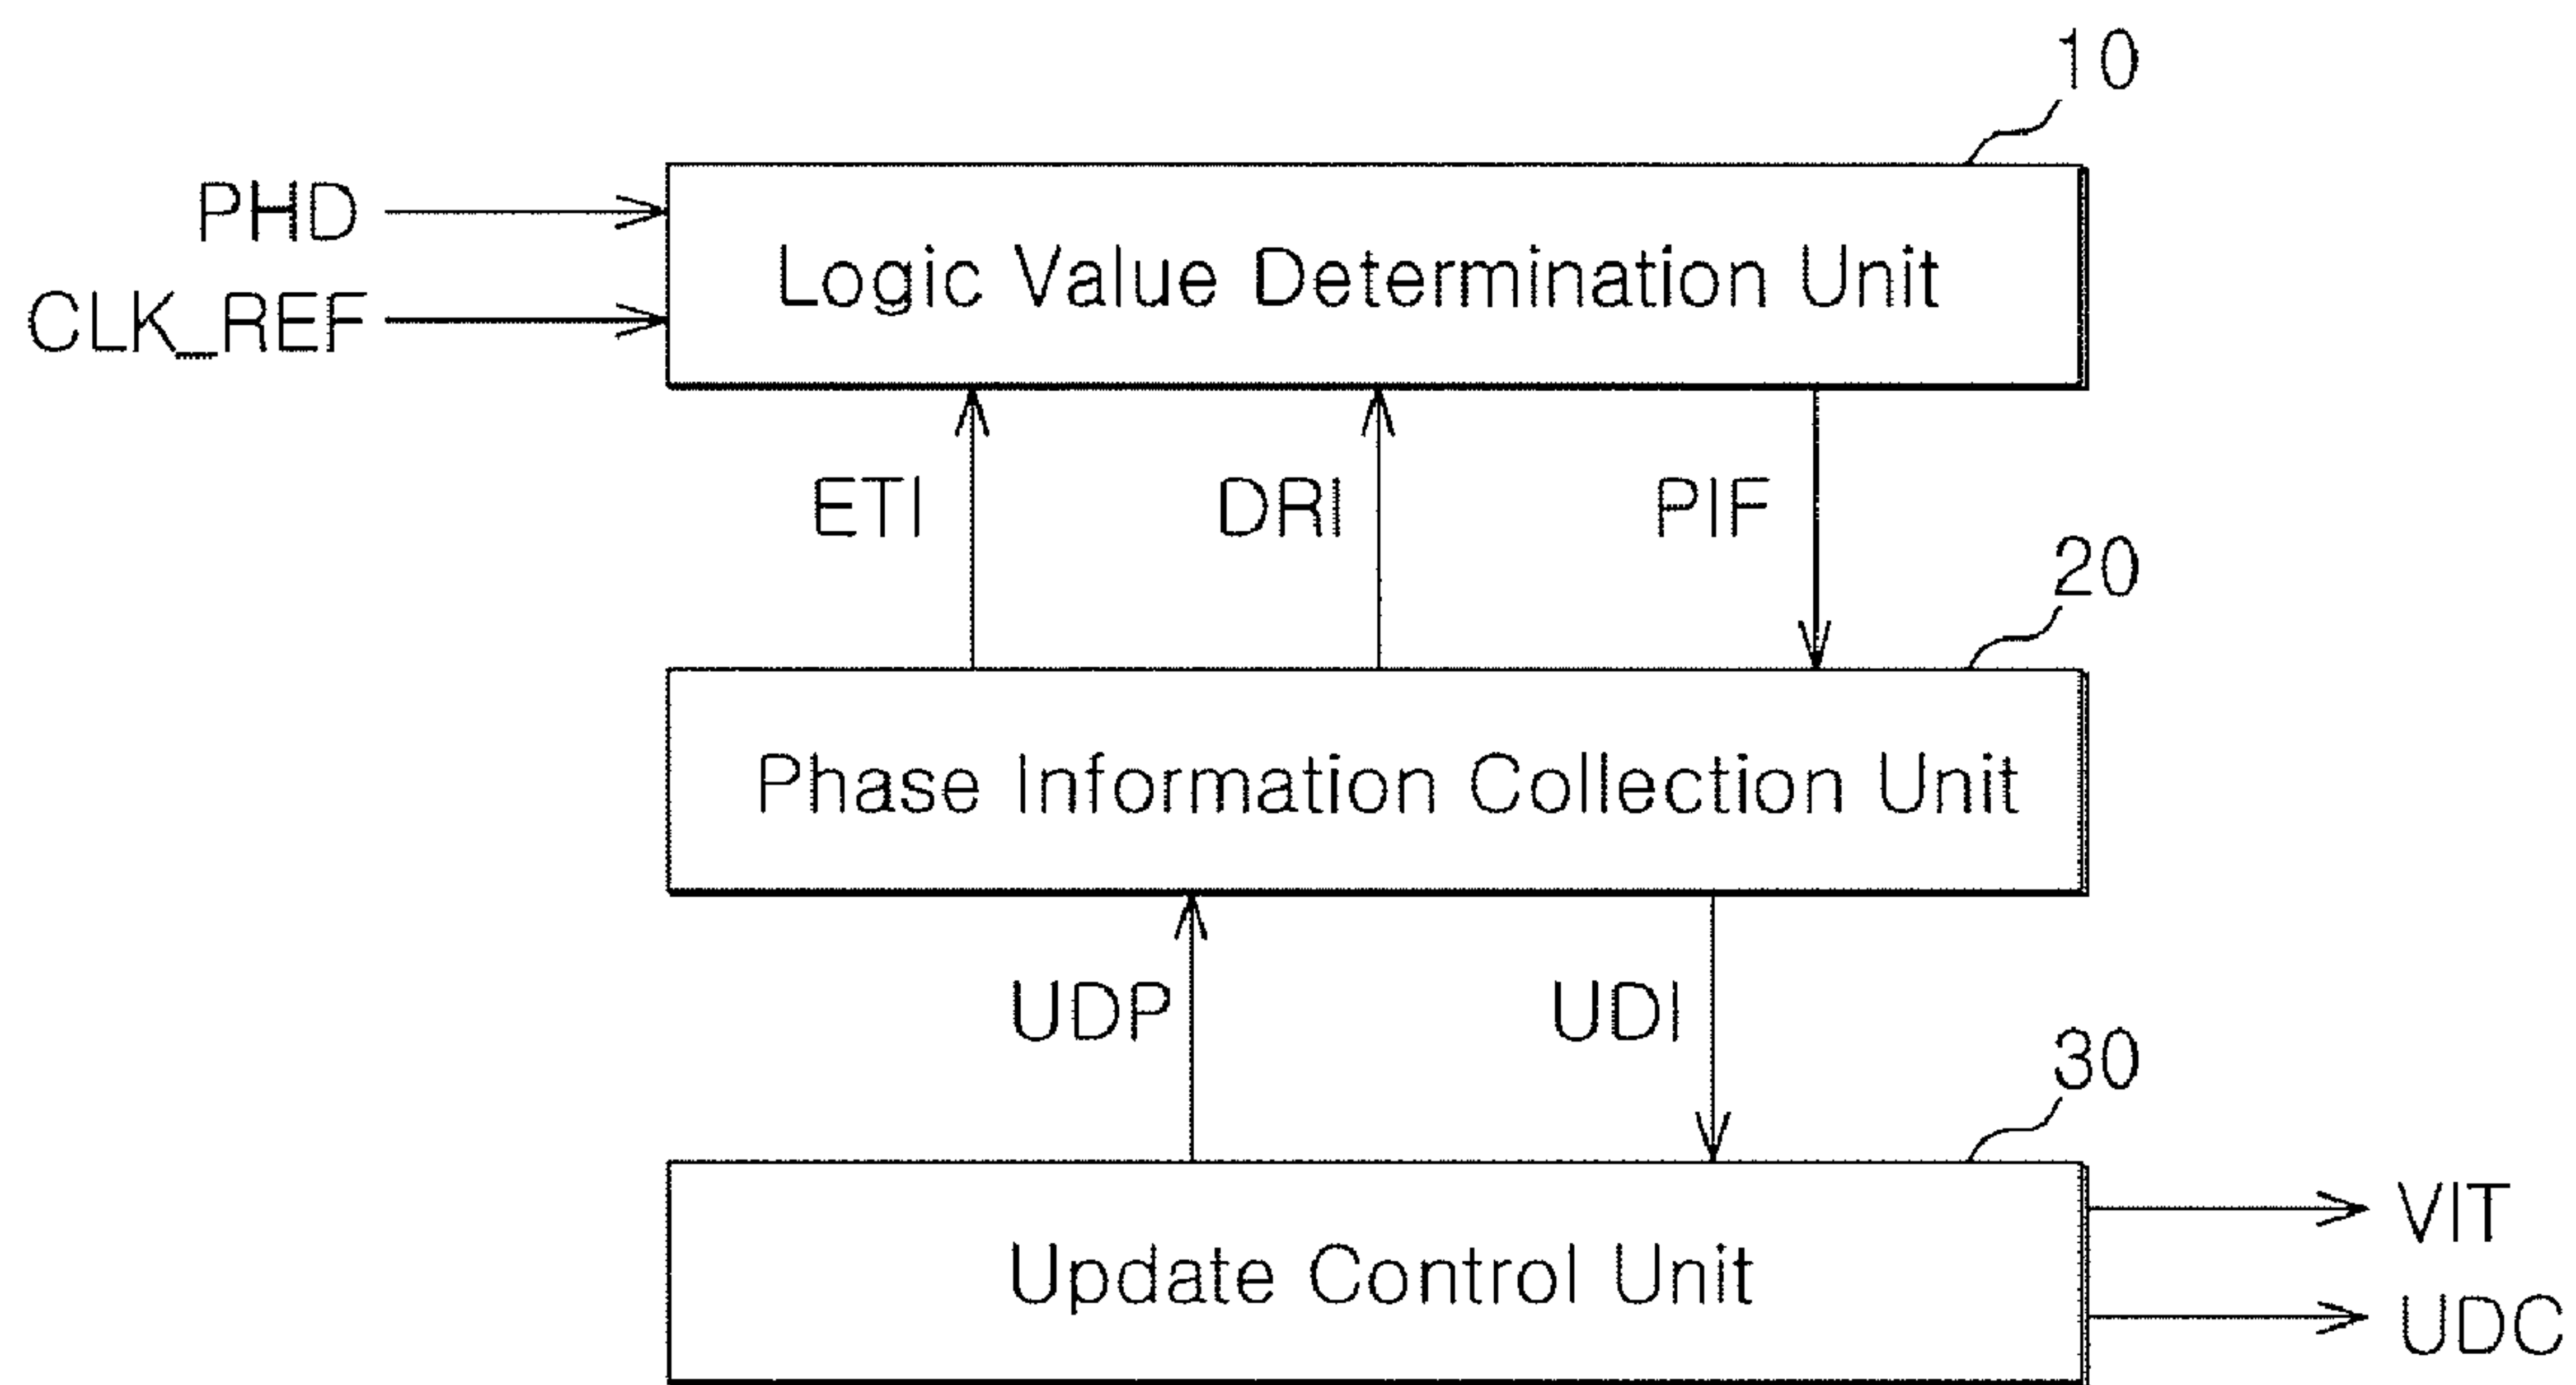 10
PHD
Logic Value Determination Unit
CLK_REF
ETI
DRI
PIF
20
Phase Information Collection Unit
UDP
UDI
30
VIT
Update Control Unit
UDC